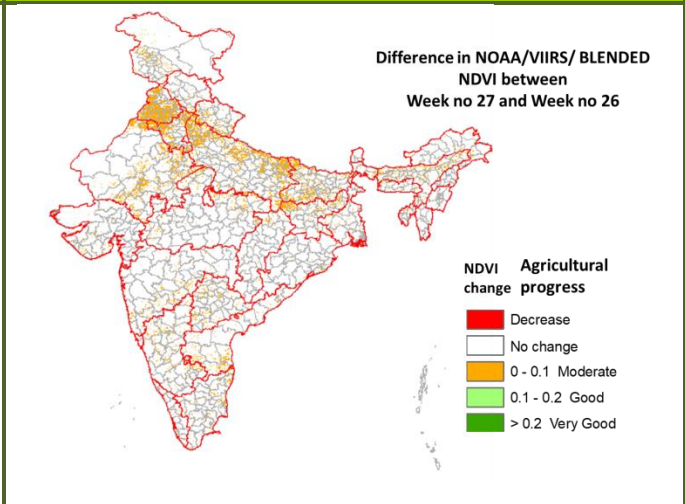 Difference in NOAA/VIIRS/ BLENDED
NDVI between
Week no 27 and Week no 26
NDVI change
Agricultural progress
Decrease
No change
0 - 0.1 Moderate
0.1 - 0.2 Good
> 0.2 Very Good